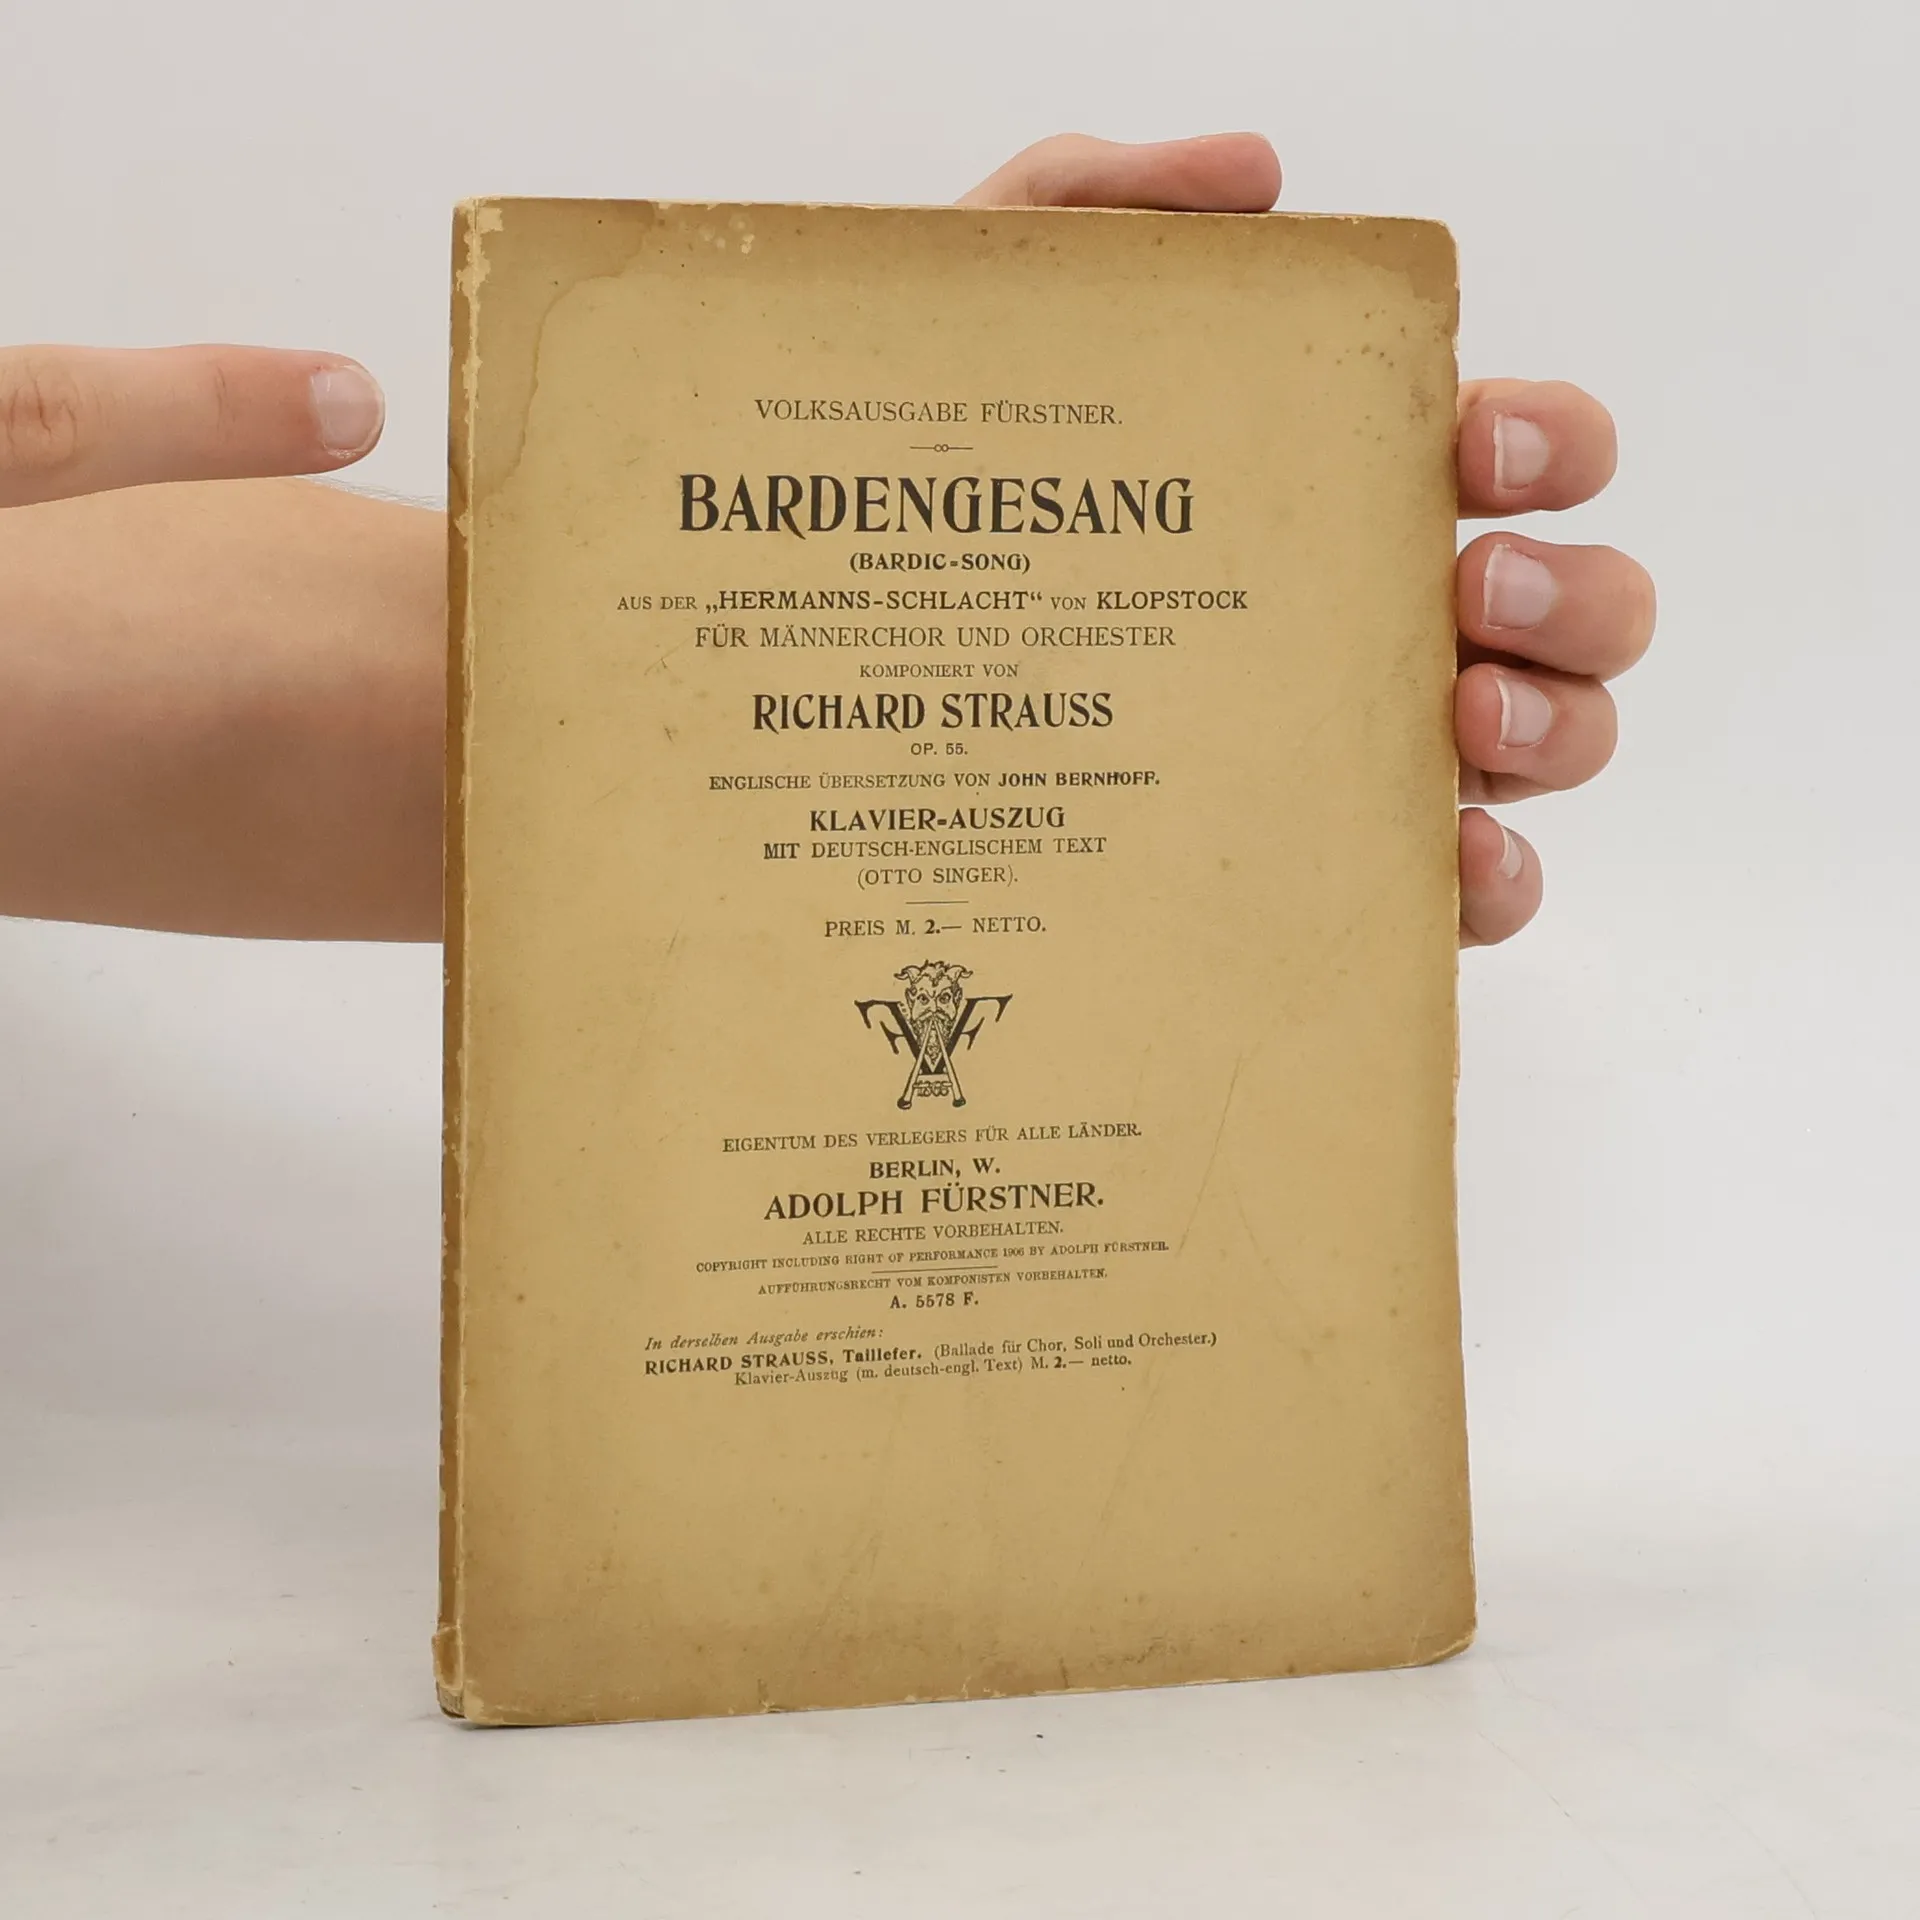 VOLKSAUSGABE FÜRSTNER.
BARDENGESANG
(BARDIC=SONG)
AUS DER „HERMANNS-SCHLACHT“ VON KLOPSTOCK
FÜR MÄNNERCHOR UND ORCHESTER
KOMPONIERT VON
RICHARD STRAUSS
OP. 55.
ENGLISCHE ÜBERSETZUNG VON JOHN BERNHOFF.
KLAVIER=AUSZUG
MIT DEUTSCH-ENGLISCHEM TEXT
(OTTO SINGER).
PREIS M. 2.— NETTO.
AF
EIGENTUM DES VERLEGERS FÜR ALLE LÄNDER.
BERLIN, W.
ADOLPH FÜRSTNER.
ALLE RECHTE VORBEHALTEN.
COPYRIGHT INCLUDING RIGHT OF PERFORMANCE 1906 BY ADOLPH FÜRSTNER.
AUFFÜHRUNGSRECHT VOM KOMPONISTEN VORBEHALTEN.
A. 5578 F.
In derselben Ausgabe erschien:
RICHARD STRAUSS, Taillefer. (Ballade für Chor, Soli und Orchester.)
Klavier-Auszug (m. deutsch-engl. Text) M. 2.— netto.